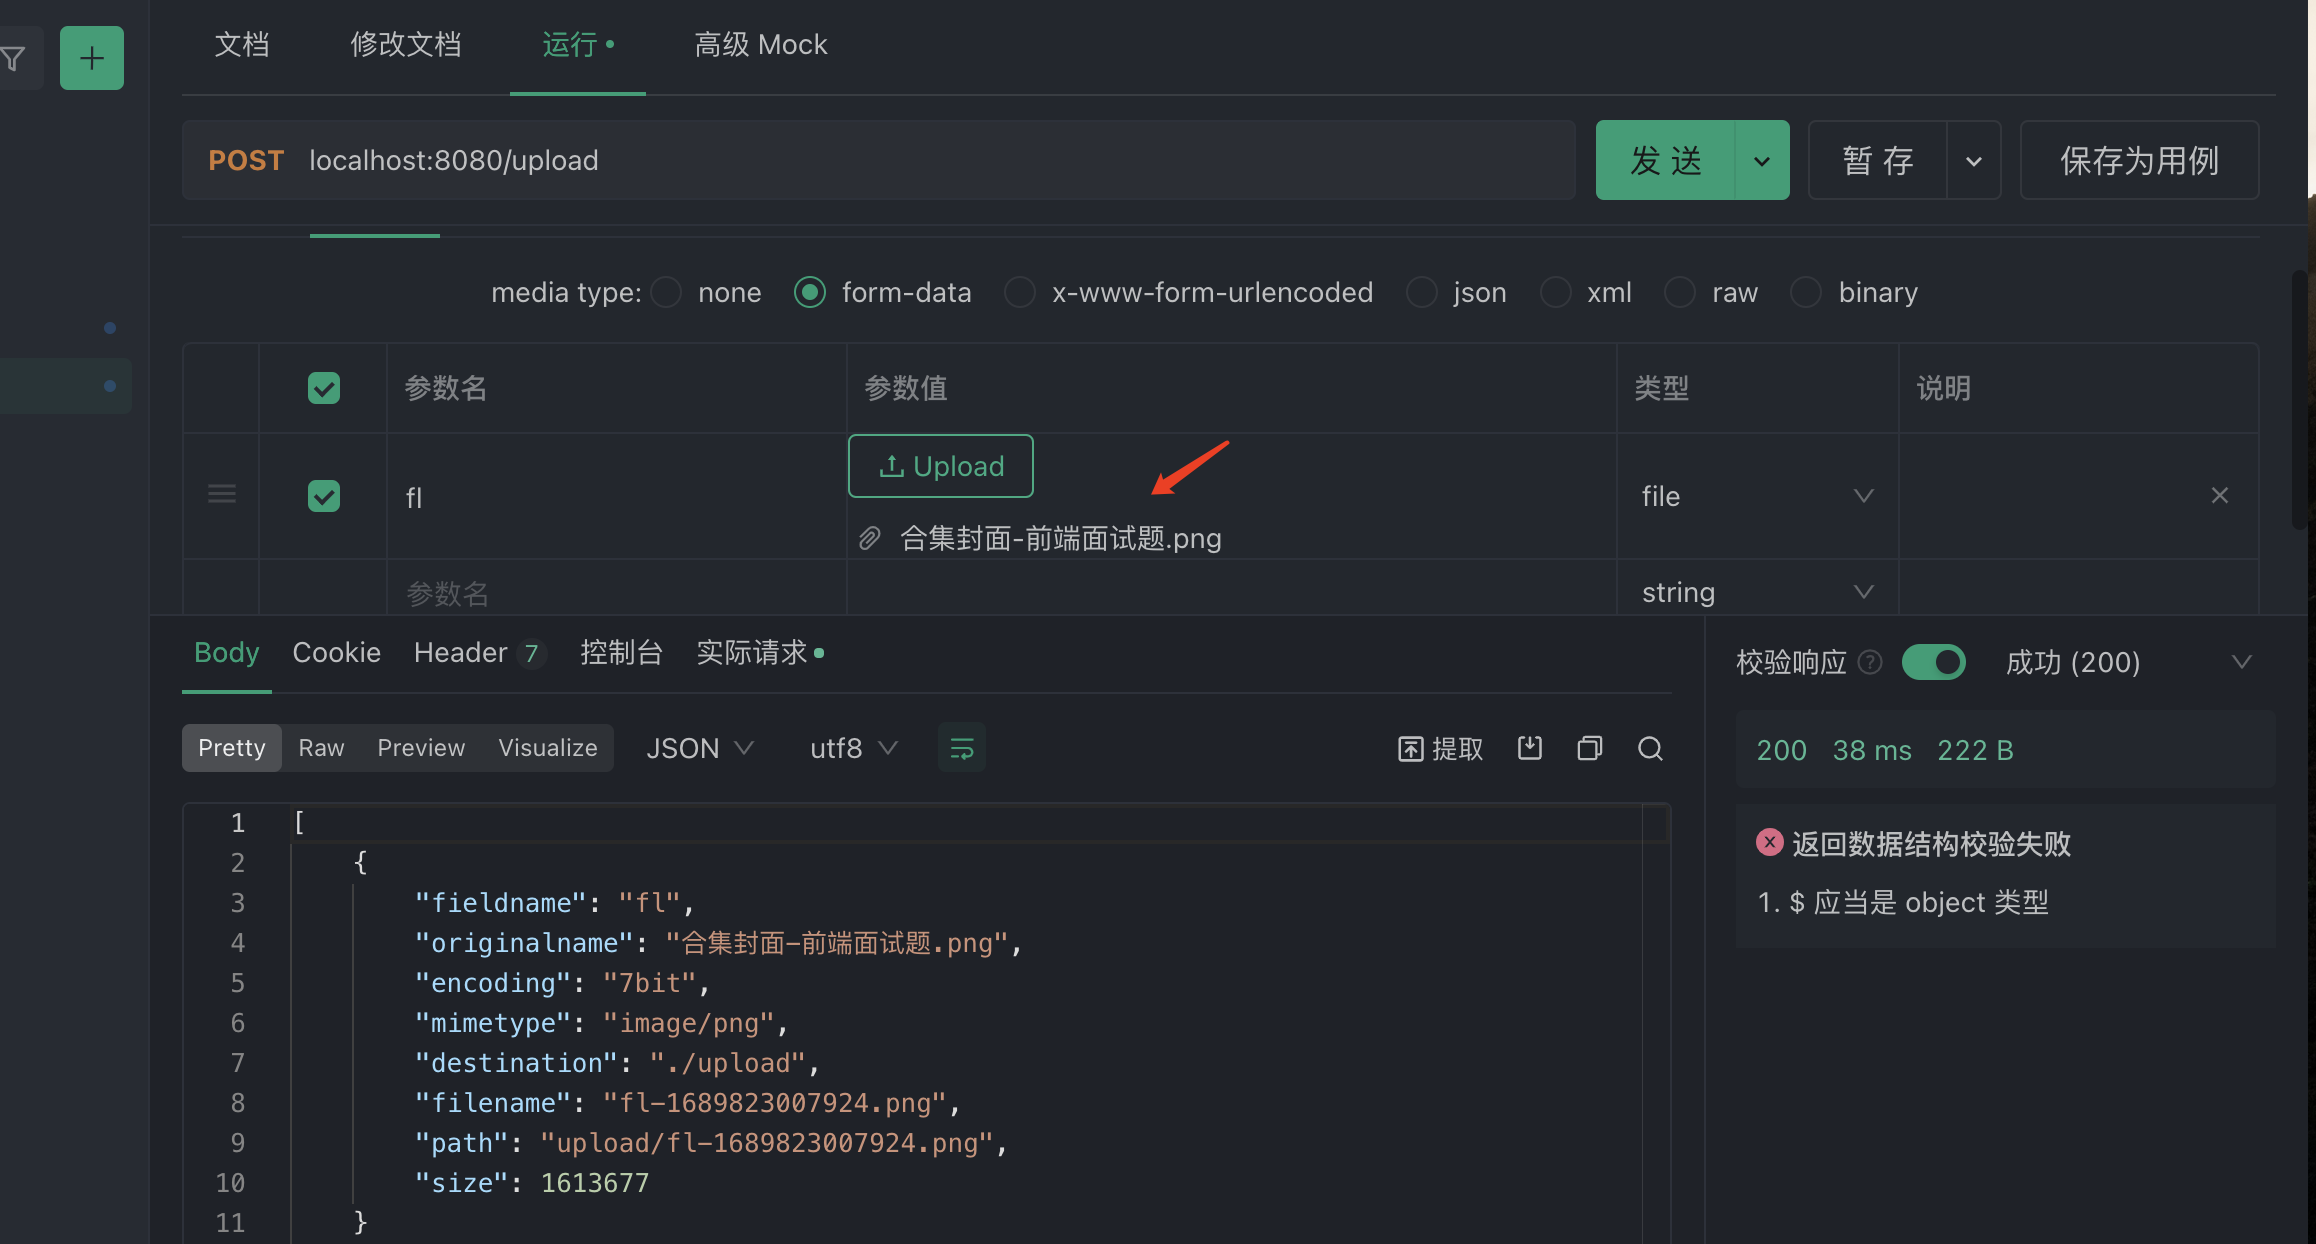 文档 修改文档 运行 高级 Mock
POST localhost:8080/upload 发 送 暂 存 保存为用例
media type: none form-data x-www-form-urlencoded json xml raw binary
参数名 参数值 类型 说明
Upload
fl file
合集封面-前端面试题.png
参数名 string
Body Cookie Header 7 控制台 实际请求
校验响应 ? 成功 (200)
Pretty Raw Preview Visualize JSON utf8 提取
200 38 ms 222 B
1 [
2 {
3 "fieldname": "fl",
4 "originalname": "合集封面-前端面试题.png",
5 "encoding": "7bit",
6 "mimetype": "image/png",
7 "destination": "./upload",
8 "filename": "fl-1689823007924.png",
9 "path": "upload/fl-1689823007924.png",
10 "size": 1613677
11 }
返回数据结构校验失败
1. $ 应当是 object 类型